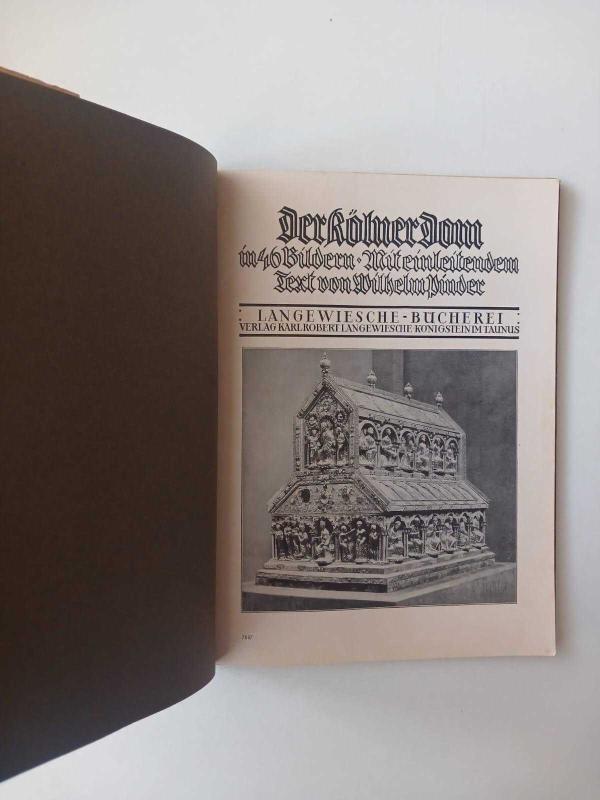 Der Kölner Dom
in 46 Bildern · Mit einleitendem
Text von Wilhelm Pinder
LANGEWIESCHE-BÜCHEREI
VERLAG KARL ROBERT LANGEWIESCHE KÖNIGSTEIN IM TAUNUS